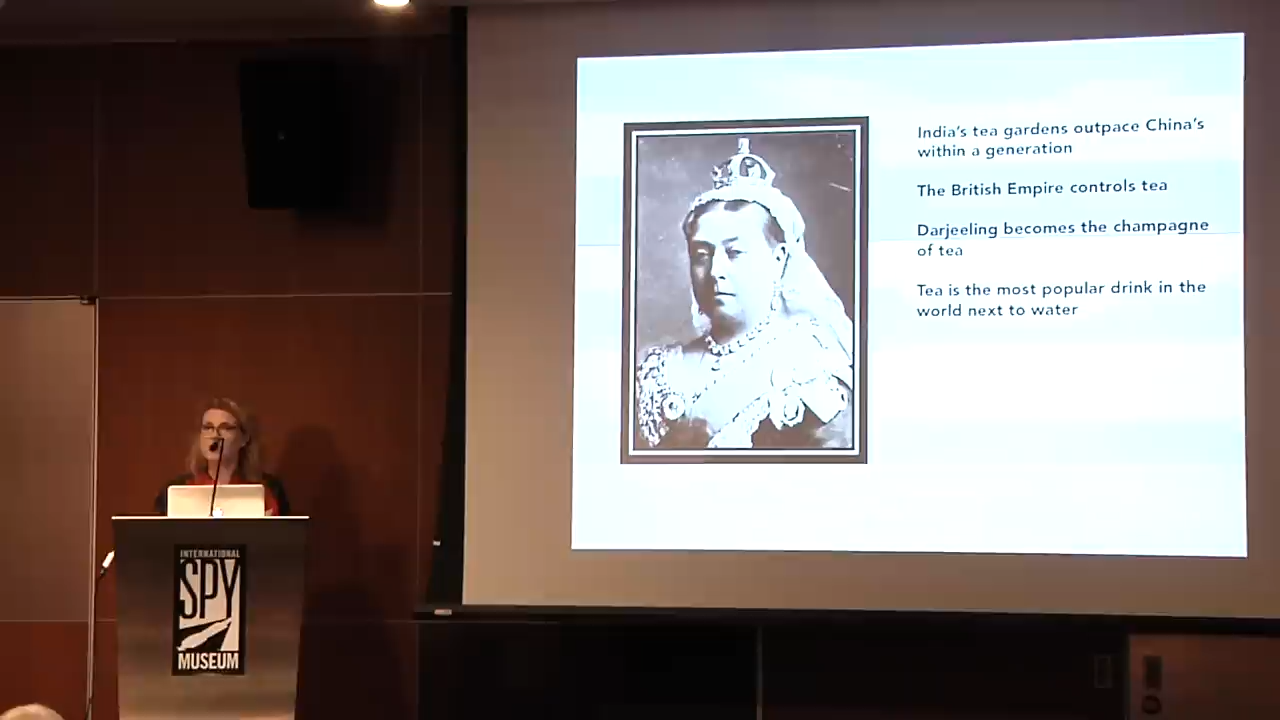 India's tea gardens outpace China's
within a generation
The British Empire controls tea
Darjeeling becomes the champagne
of tea
Tea is the most popular drink in the
world next to water
INTERNATIONAL
SPY
MUSEUM